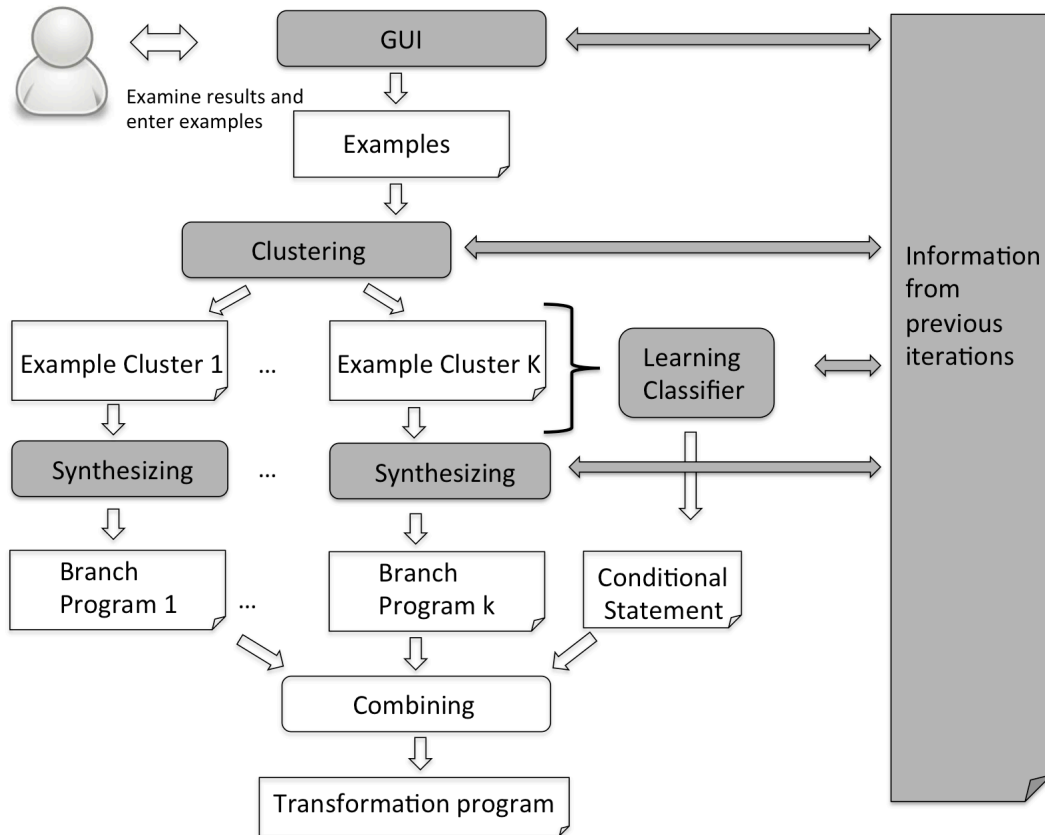 GUI
Examine results and
enter examples
Examples
Clustering
Information
from
previous
iterations
Example Cluster 1
...
Example Cluster K
Learning
Classifier
Synthesizing
...
Synthesizing
Branch
Program 1
...
Branch
Program k
Conditional
Statement
Combining
Transformation program